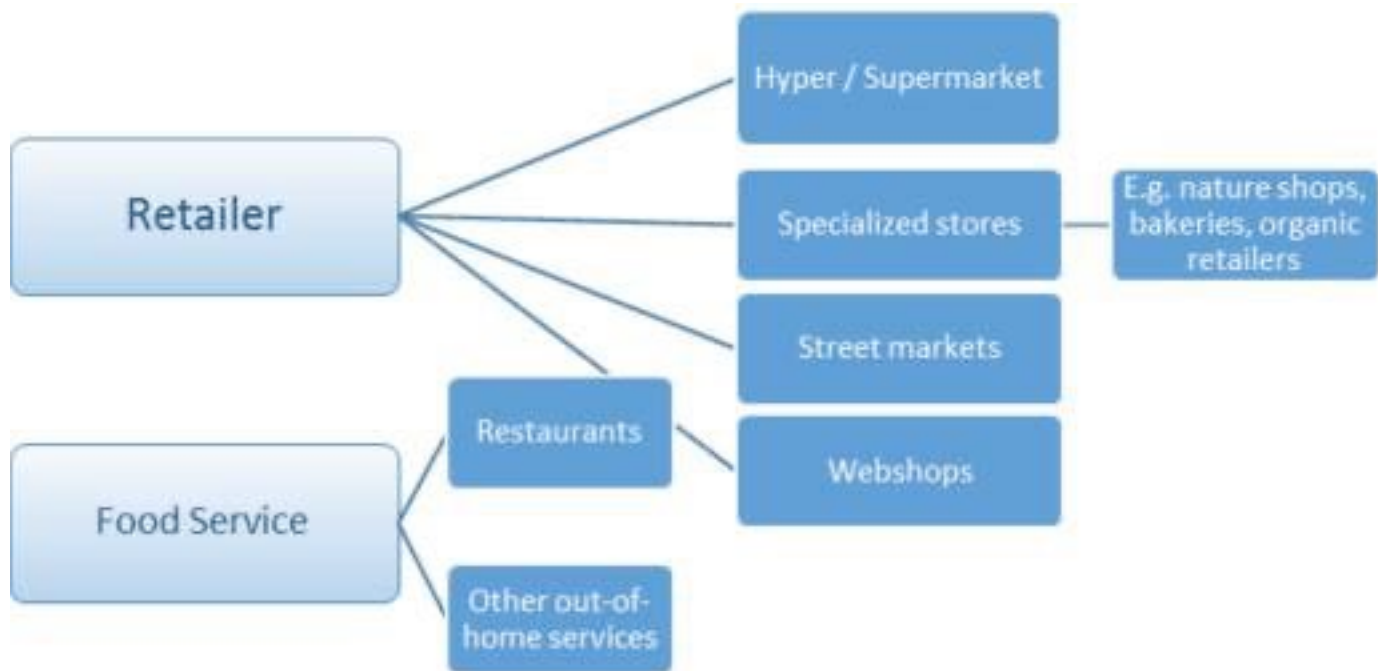 Retailer
Hyper / Supermarket
Specialized stores
E.g. nature shops,
bakeries, organic
retailers
Street markets
Webshops
Food Service
Restaurants
Other out-of-
home services